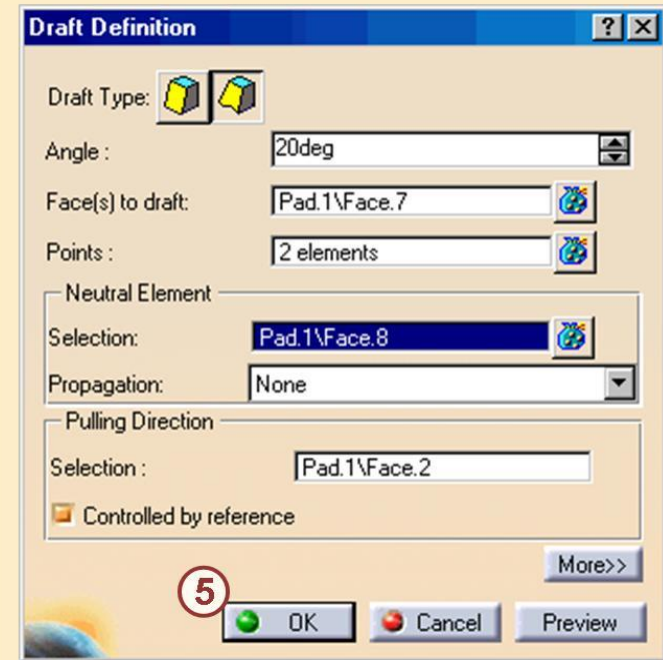 Draft Definition
Draft Type:
Angle : 20deg
Face(s) to draft: Pad.1\Face.7
Points : 2 elements
Neutral Element
Selection: Pad.1\Face.8
Propagation: None
Pulling Direction
Selection : Pad.1\Face.2
Controlled by reference
More>>
5
OK Cancel Preview